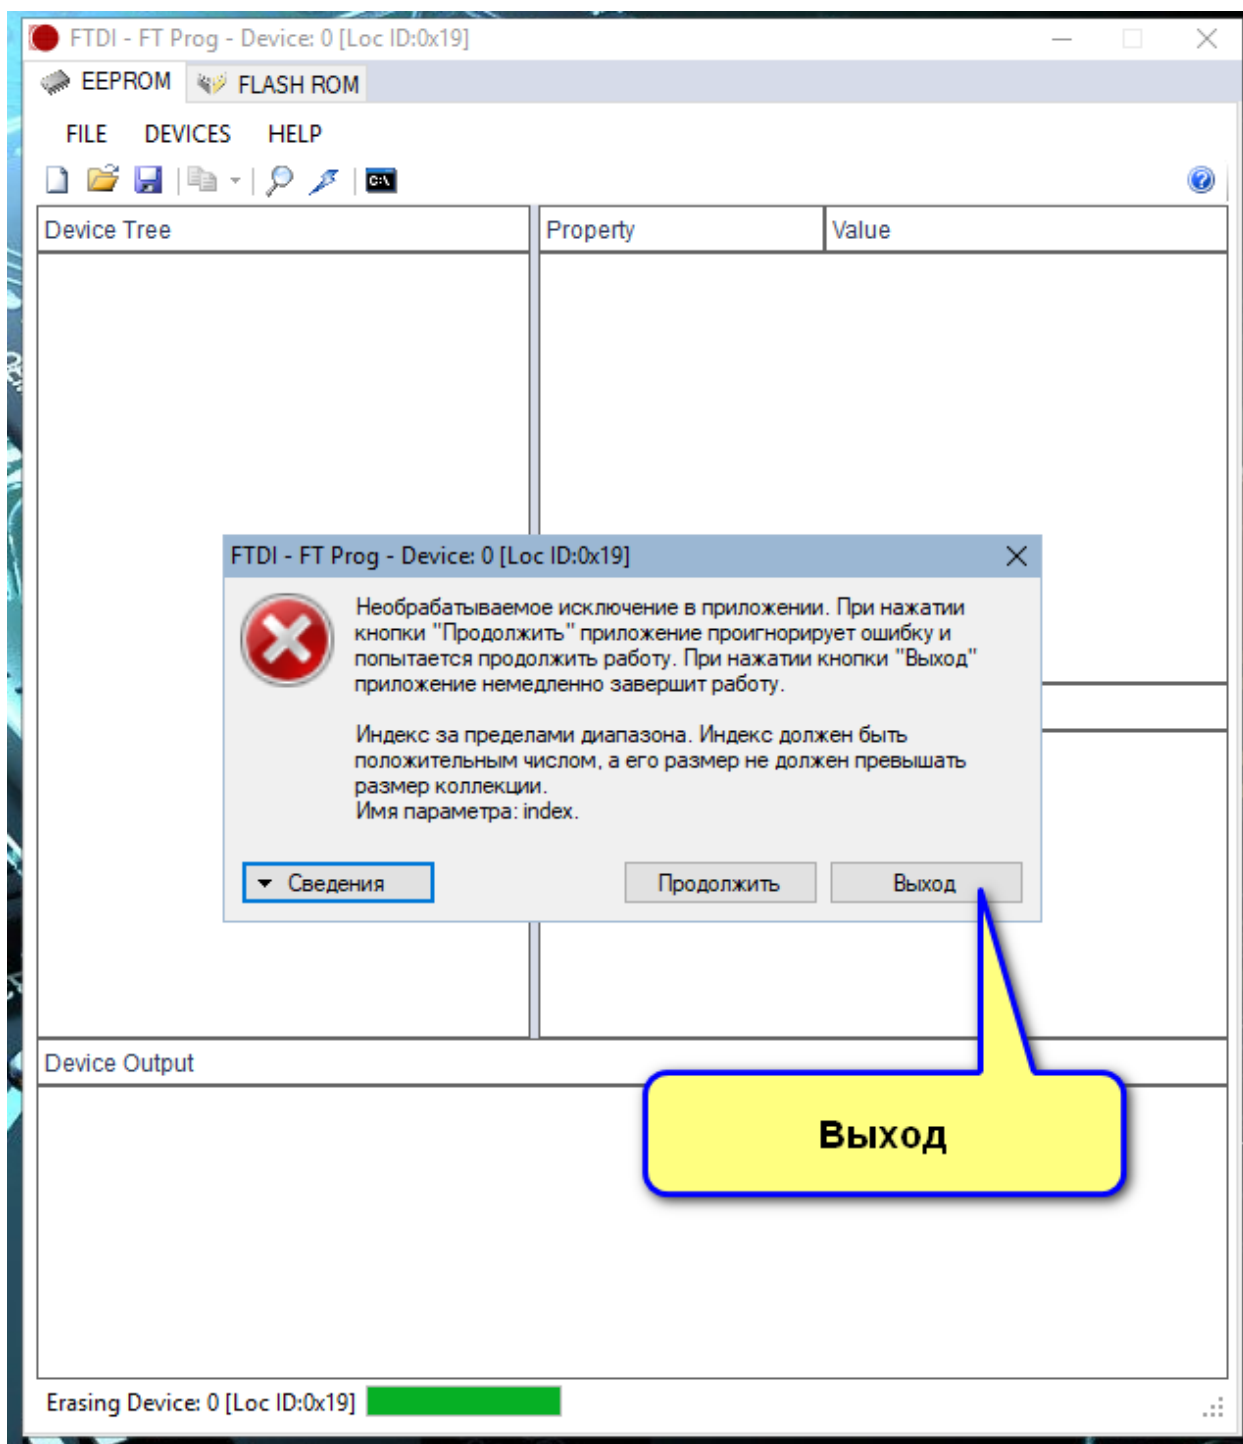 FTDI - FT Prog - Device: 0 [Loc ID:0x19]
EEPROM
FLASH ROM
FILE DEVICES HELP
C:\
Device Tree
Property
Value
FTDI - FT Prog - Device: 0 [Loc ID:0x19]
Необрабатываемое исключение в приложении. При нажатии
кнопки "Продолжить" приложение проигнорирует ошибку и
попытается продолжить работу. При нажатии кнопки "Выход"
приложение немедленно завершит работу.
Индекс за пределами диапазона. Индекс должен быть
положительным числом, а его размер не должен превышать
размер коллекции.
Имя параметра: index.
Сведения
Продолжить
Выход
Device Output
Выход
Erasing Device: 0 [Loc ID:0x19]